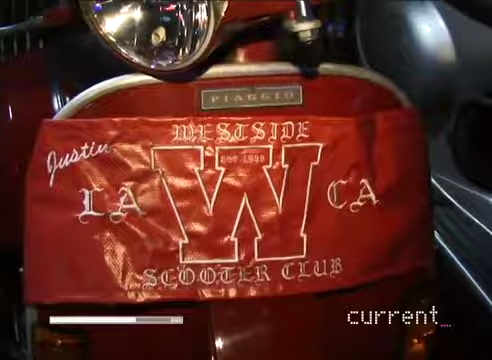 PIAGGIO
WESTSIDE
EST 1999
Justin
LA W CA
SCOOTER CLUB
current